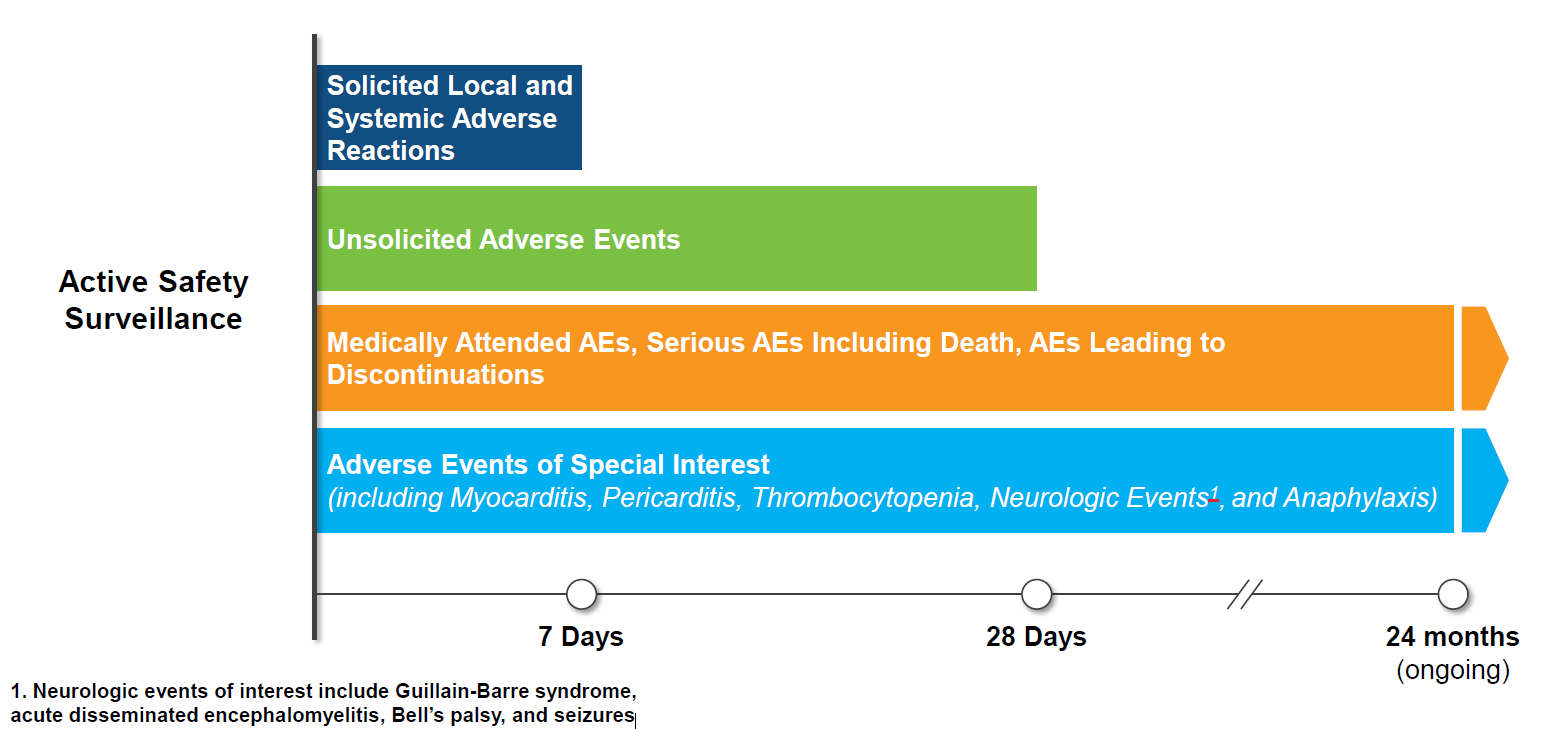 Solicited Local and
Systemic Adverse
Reactions
Unsolicited Adverse Events
Active Safety
Surveillance
Medically Attended AEs, Serious AEs Including Death, AEs Leading to
Discontinuations
Adverse Events of Special Interest
(including Myocarditis, Pericarditis, Thrombocytopenia, Neurologic Events1, and Anaphylaxis)
7 Days
28 Days
24 months
(ongoing)
1. Neurologic events of interest include Guillain-Barre syndrome,
acute disseminated encephalomyelitis, Bell’s palsy, and seizures